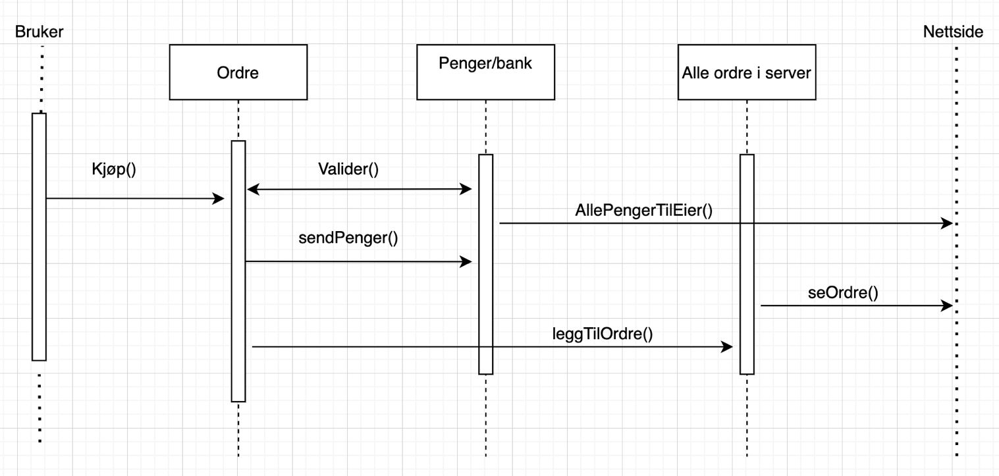 Bruker
Nettside
Ordre
Penger/bank
Alle ordre i server
Kjøp()
Valider()
AllePengerTilEier()
sendPenger()
seOrdre()
leggTilOrdre()